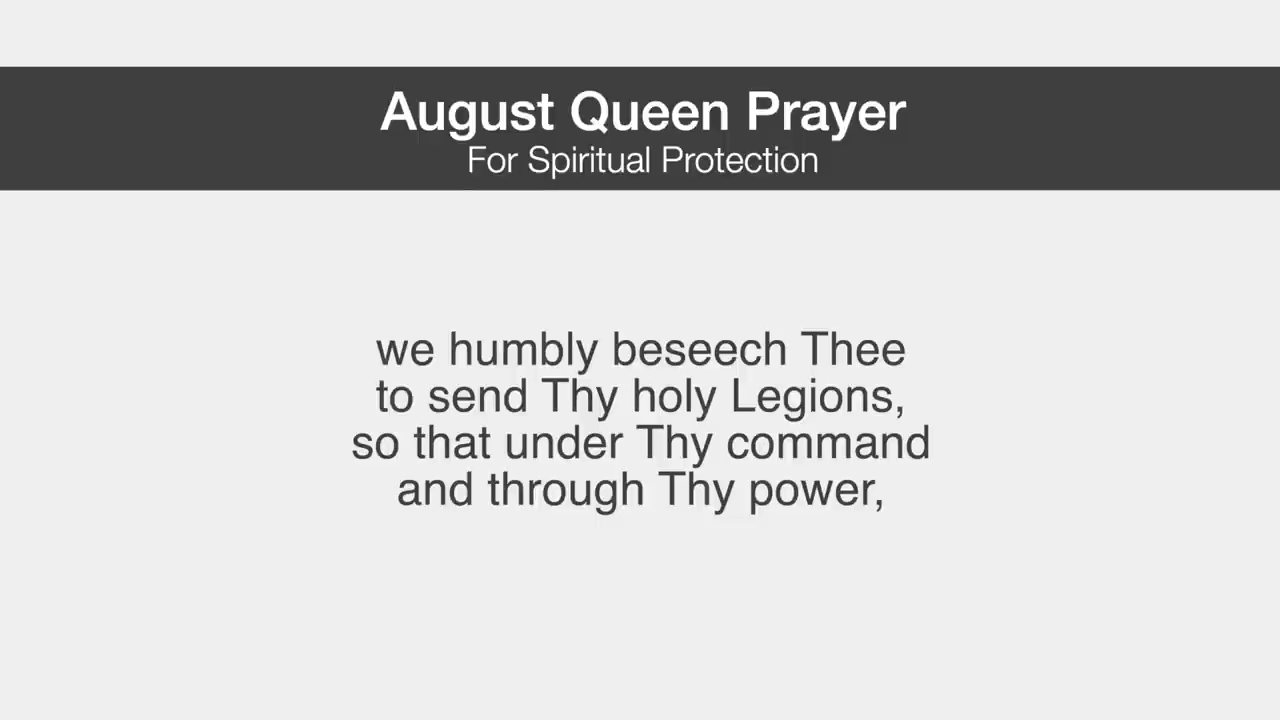 August Queen Prayer
For Spiritual Protection
we humbly beseech Thee
to send Thy holy Legions,
so that under Thy command
and through Thy power,